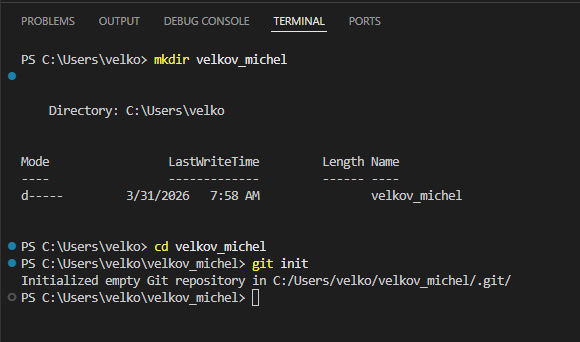 PROBLEMS OUTPUT DEBUG CONSOLE TERMINAL PORTS
PS C:\Users\velko> mkdir velkov_michel
Directory: C:\Users\velko
Mode LastWriteTime Length Name
---- ------------- ------ ----
d----- 3/31/2026 7:58 AM velkov_michel
PS C:\Users\velko> cd velkov_michel
PS C:\Users\velko\velkov_michel> git init
Initialized empty Git repository in C:/Users/velko/velkov_michel/.git/
PS C:\Users\velko\velkov_michel>